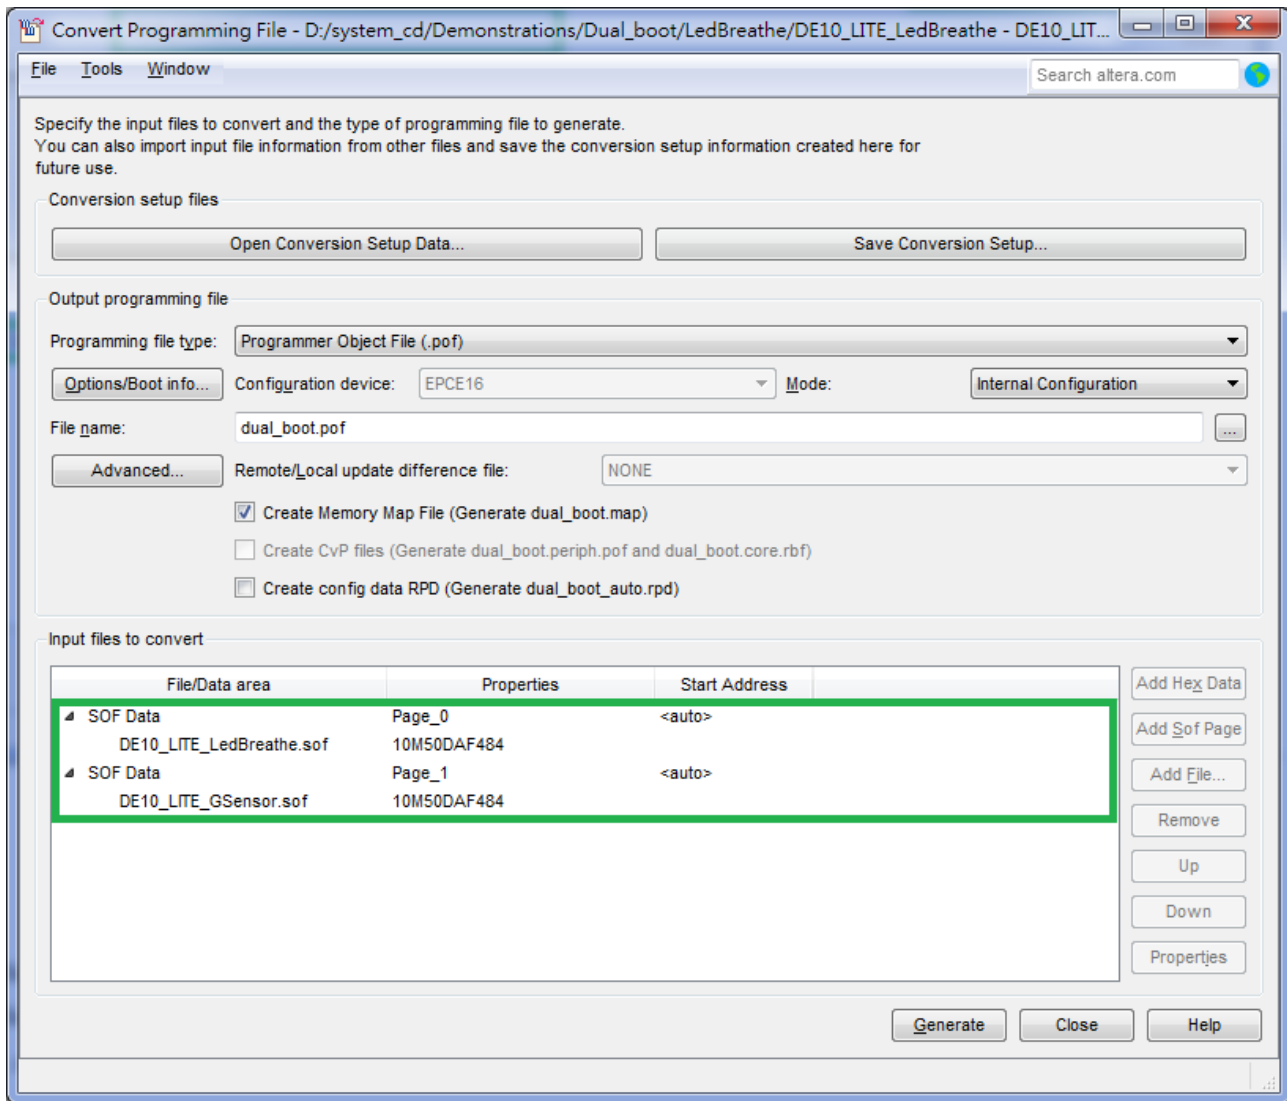 Convert Programming File - D:/system_cd/Demonstrations/Dual_boot/LedBreathe/DE10_LITE_LedBreathe - DE10_LIT...
File Tools Window Search altera.com
Specify the input files to convert and the type of programming file to generate.
You can also import input file information from other files and save the conversion setup information created here for
future use.
Conversion setup files
Open Conversion Setup Data... Save Conversion Setup...
Output programming file
Programming file type: Programmer Object File (.pof)
Options/Boot info... Configuration device: EPCE16 Mode: Internal Configuration
File name: dual_boot.pof ...
Advanced... Remote/Local update difference file: NONE
Create Memory Map File (Generate dual_boot.map)
Create CvP files (Generate dual_boot.periph.pof and dual_boot.core.rbf)
Create config data RPD (Generate dual_boot_auto.rpd)
Input files to convert
File/Data area Properties Start Address
SOF Data Page_0 <auto>
DE10_LITE_LedBreathe.sof 10M50DAF484
SOF Data Page_1 <auto>
DE10_LITE_GSensor.sof 10M50DAF484
Add Hex Data
Add Sof Page
Add File...
Remove
Up
Down
Properties
Generate Close Help